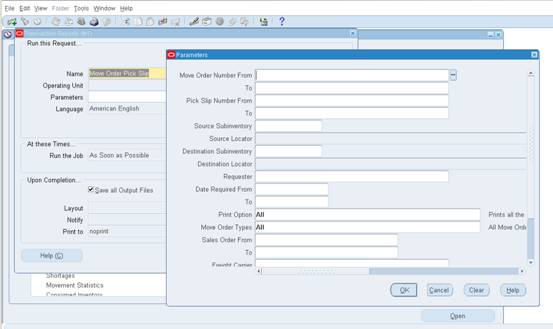 File Edit View Folder Tools Window Help
Transaction Reports (M1)
Run this Request...
Name Move Order Pick Slip
Operating Unit
Parameters
Language American English
At these Times...
Run the Job As Soon as Possible
Upon Completion...
Save all Output Files
Layout
Notify
Print to noprint
Help (C)
Shortages
Movement Statistics
Consigned Inventory
Open
Parameters
Move Order Number From
To
Pick Slip Number From
To
Source Subinventory
Source Locator
Destination Subinventory
Destination Locator
Requester
Date Required From
To
Print Option All Prints all the
Move Order Types All All Move Orde
Sales Order From
To
Freight Carrier
OK Cancel Clear Help